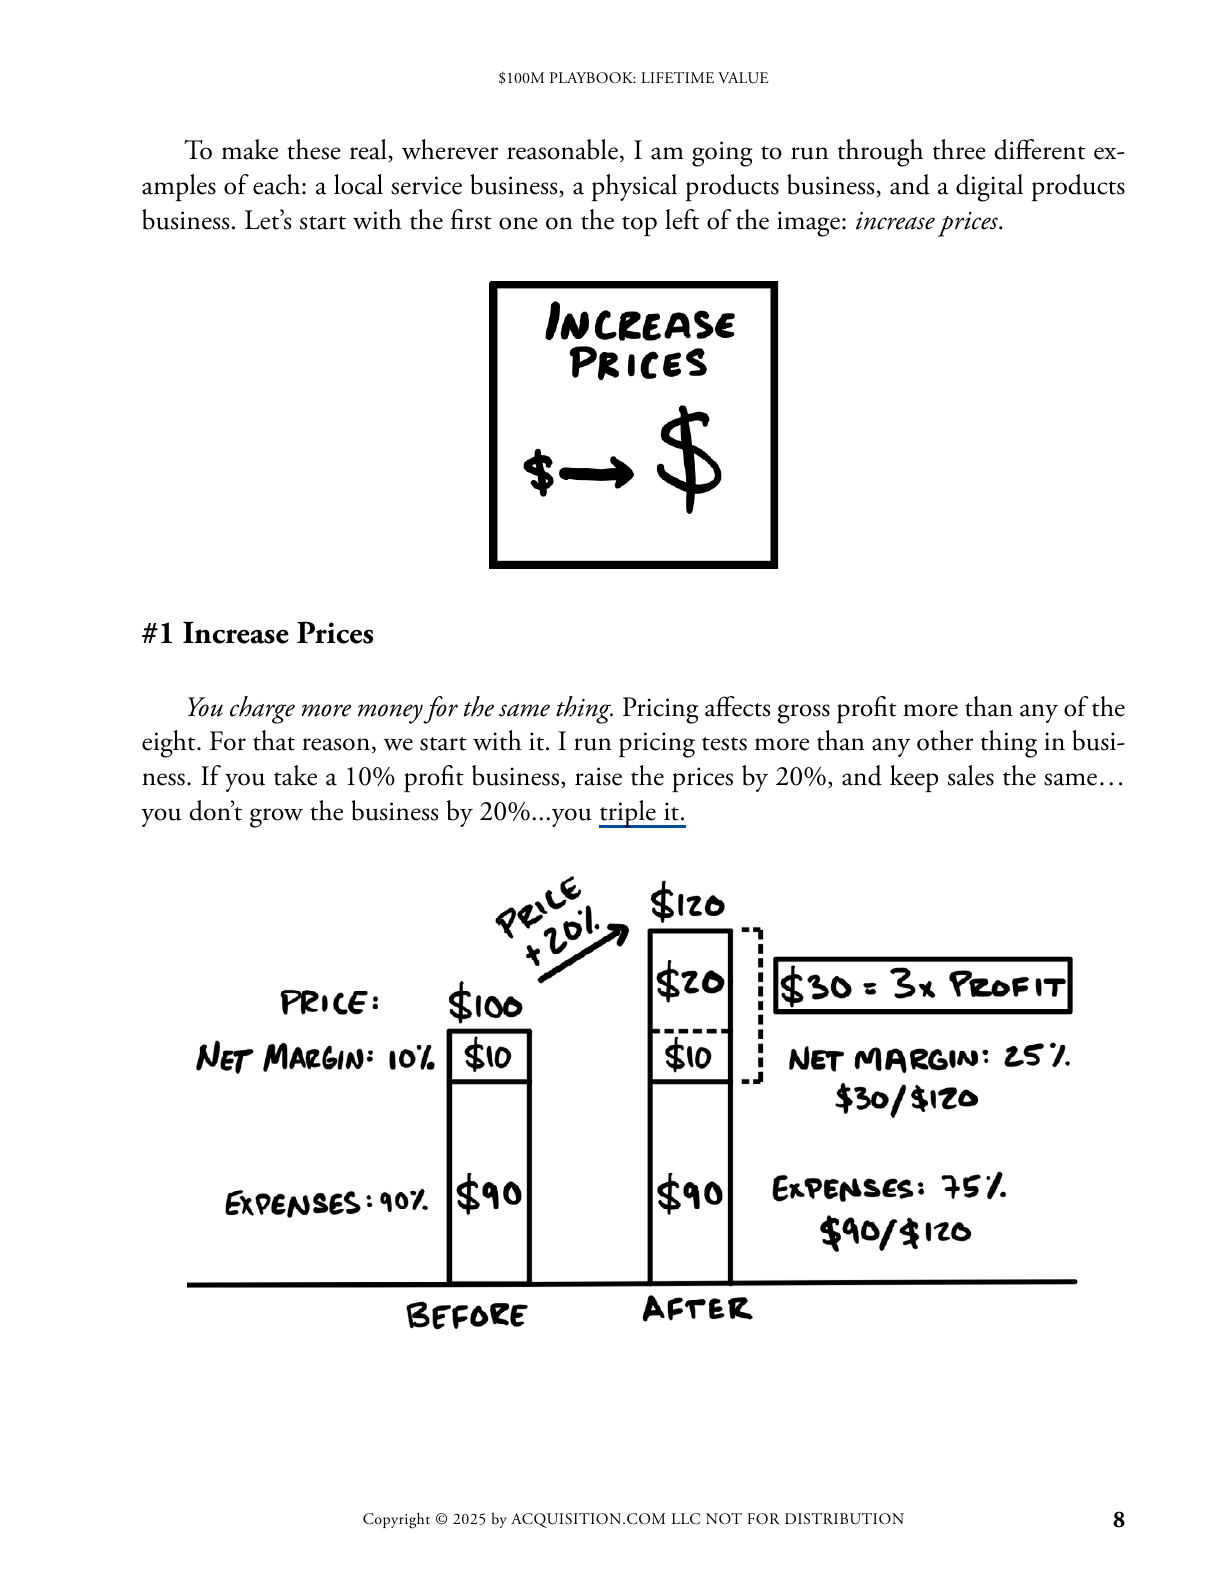 $100M PLAYBOOK: LIFETIME VALUE
To make these real, wherever reasonable, I am going to run through three different ex-
amples of each: a local service business, a physical products business, and a digital products
business. Let's start with the first one on the top left of the image: increase prices.
INCREASE
PRICES
$ → $
#1 Increase Prices
You charge more money for the same thing. Pricing affects gross profit more than any of the
eight. For that reason, we start with it. I run pricing tests more than any other thing in busi-
ness. If you take a 10% profit business, raise the prices by 20%, and keep sales the same…
you don't grow the business by 20%...you triple it.
PRICE
+20%
$120
$20
$30 = 3x PROFIT
PRICE:
$100
NET MARGIN: 10%
$10
$10
NET MARGIN: 25%
$30/$120
EXPENSES: 90%
$90
$90
EXPENSES: 75%
$90/$120
BEFORE
AFTER
Copyright © 2025 by ACQUISITION.COM LLC NOT FOR DISTRIBUTION
8